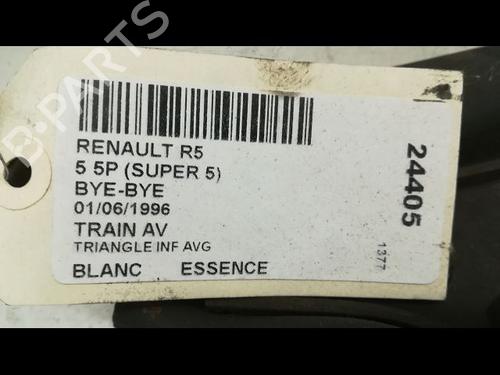 RENAULT R5
5 5P (SUPER 5)
BYE-BYE
01/06/1996
TRAIN AV
TRIANGLE INF AVG
BLANC ESSENCE
24405
1377
B-PARTS